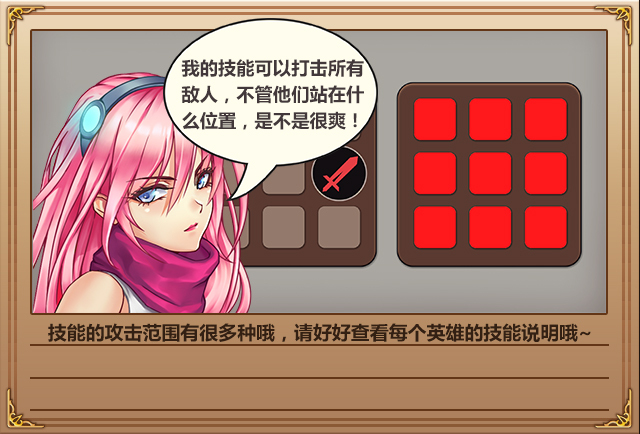 我的技能可以打击所有
敌人，不管他们站在什
么位置，是不是很爽！
技能的攻击范围有很多种哦，请好好查看每个英雄的技能说明哦~